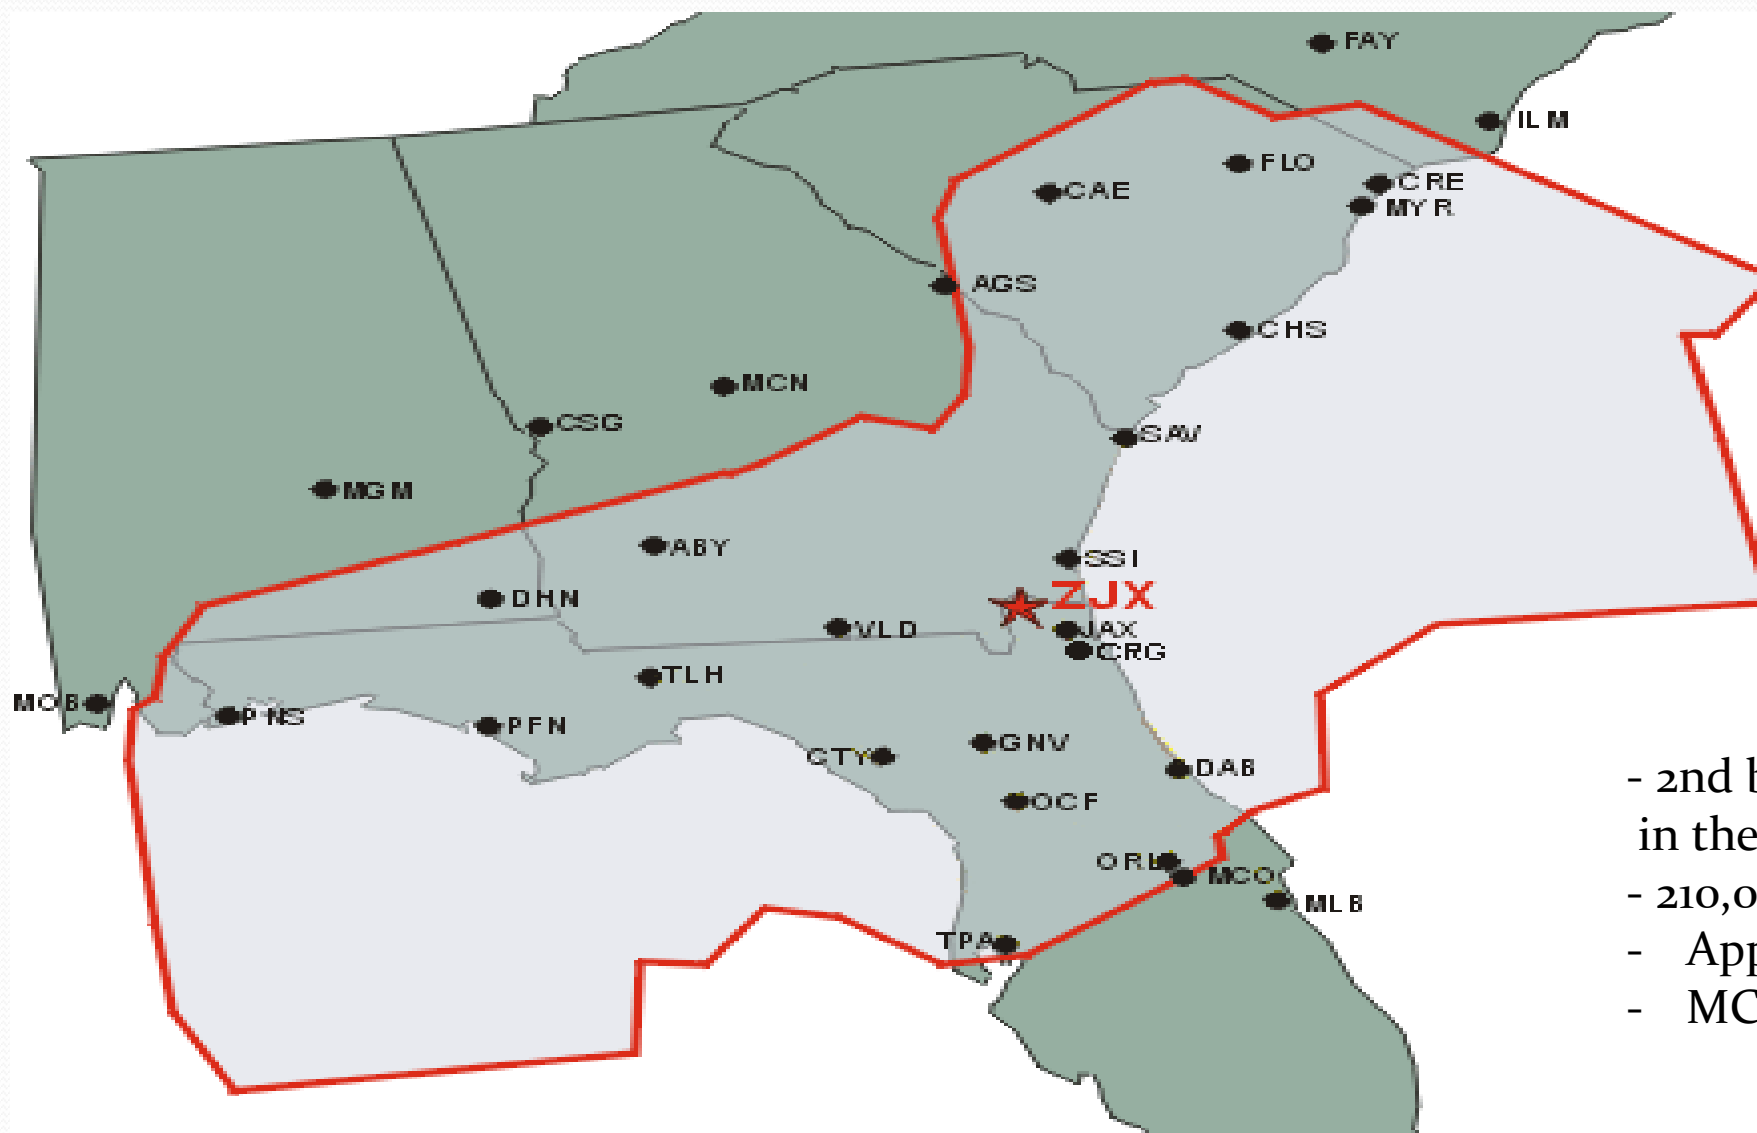 FAY
ILM
FLO
CAE
CRE
MYR
AGS
CHS
MCN
CSG
SAV
MGM
ABY
SSI
DHN
ZJX
VLD
JAX
CRG
TLH
MOB
PNS
PFN
GNV
CTY
DAB
OCF
ORL
MCO
MLB
TPA
- 2nd b
in the
- 210,0
- App
- MC